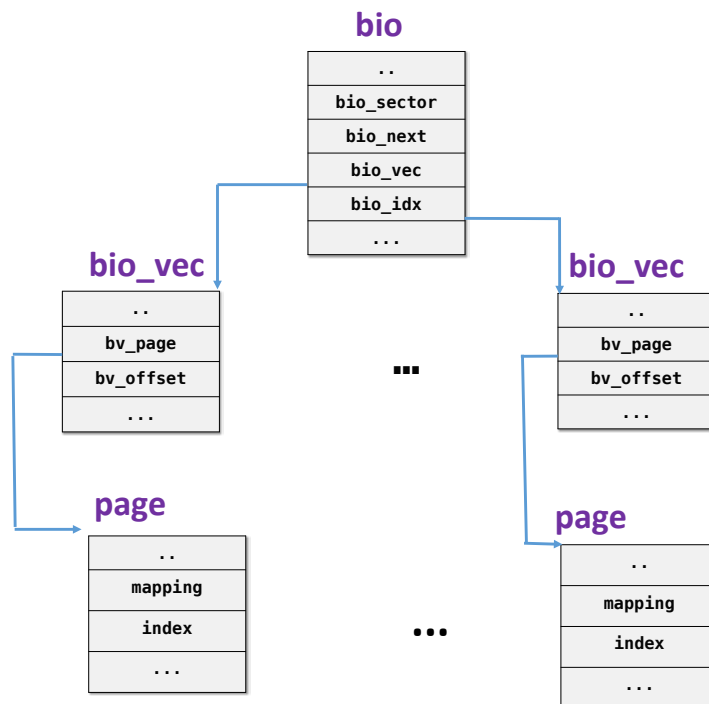 bio
..
bio_sector
bio_next
bio_vec
bio_idx
...
bio_vec
..
bv_page
bv_offset
...
...
bio_vec
..
bv_page
bv_offset
...
page
..
mapping
index
...
...
page
..
mapping
index
...